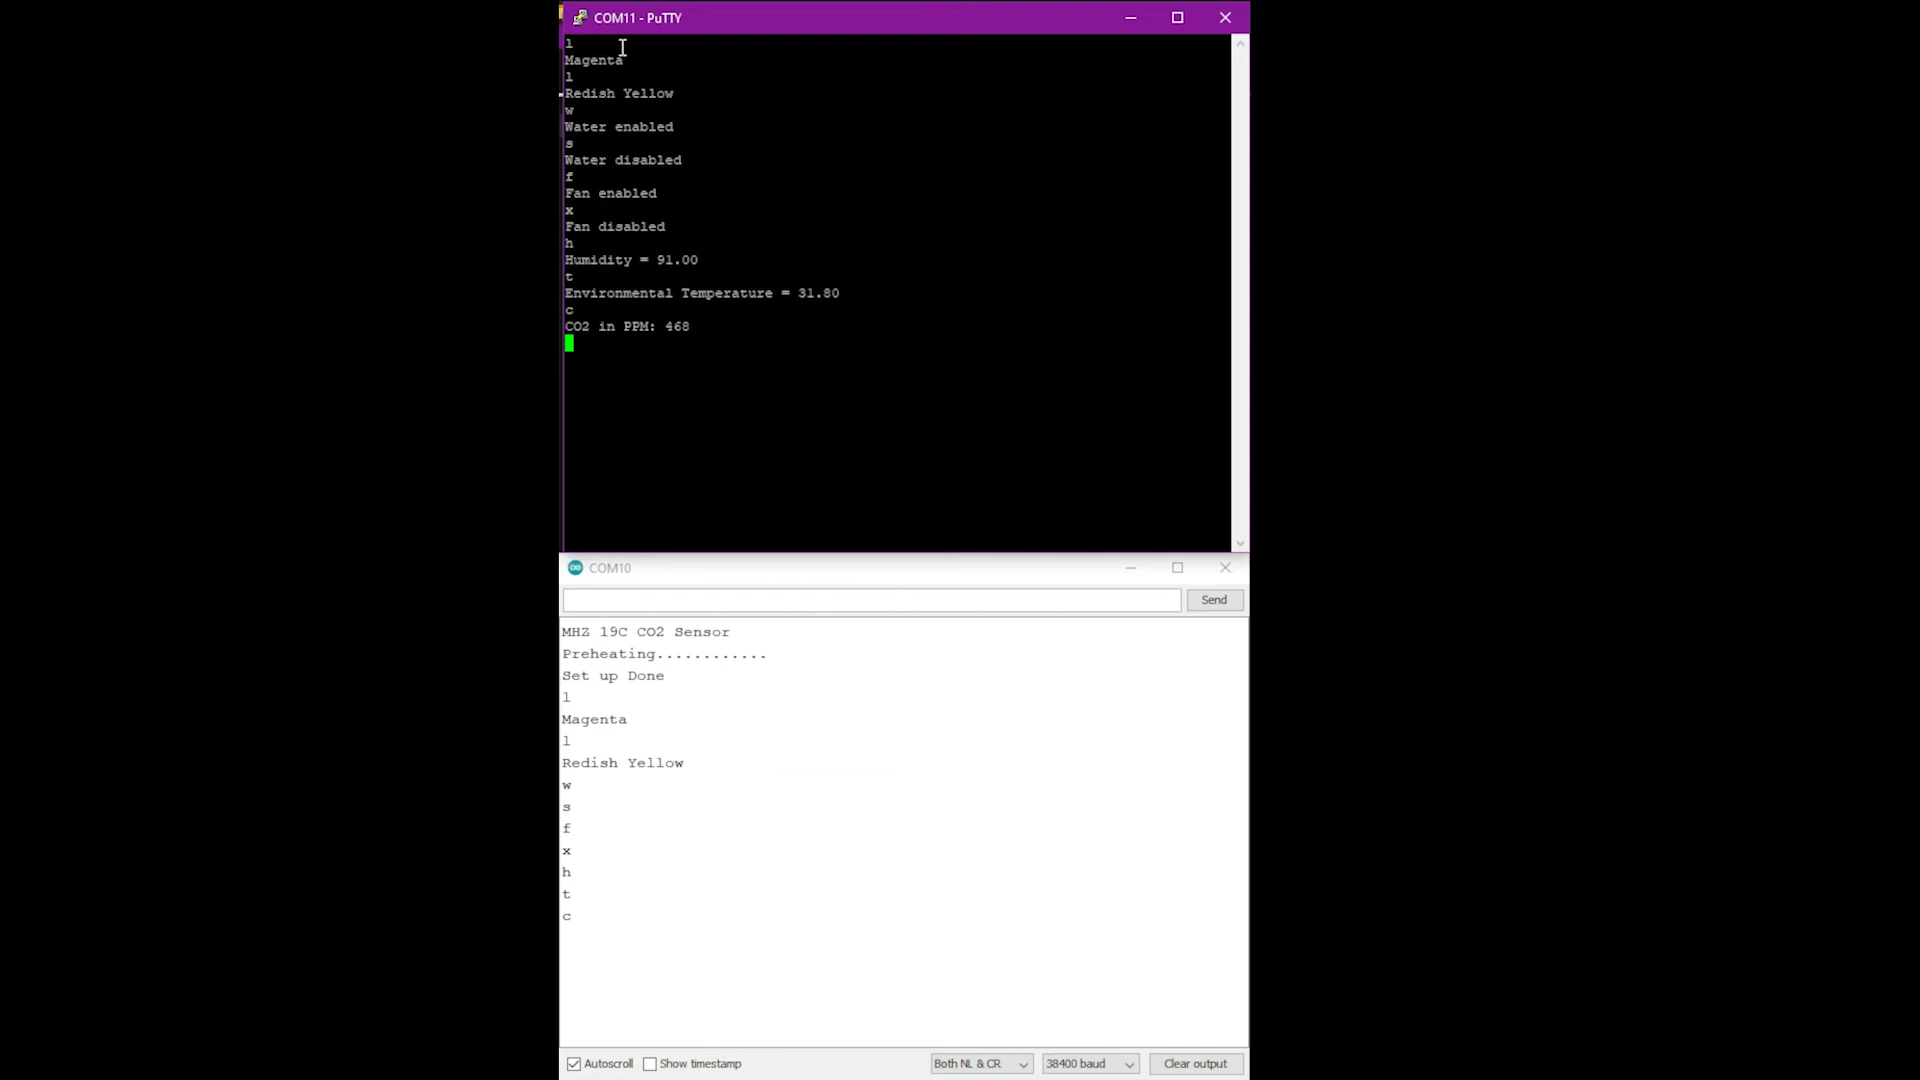 COM11 - PuTTY
l
Magenta
l
Redish Yellow
w
Water enabled
s
Water disabled
f
Fan enabled
x
Fan disabled
h
Humidity = 91.00
t
Environmental Temperature = 31.80
c
CO2 in PPM: 468
COM10
Send
MHZ 19C CO2 Sensor
Preheating............
Set up Done
l
Magenta
l
Redish Yellow
w
s
f
x
h
t
c
Autoscroll Show timestamp Both NL & CR 38400 baud Clear output